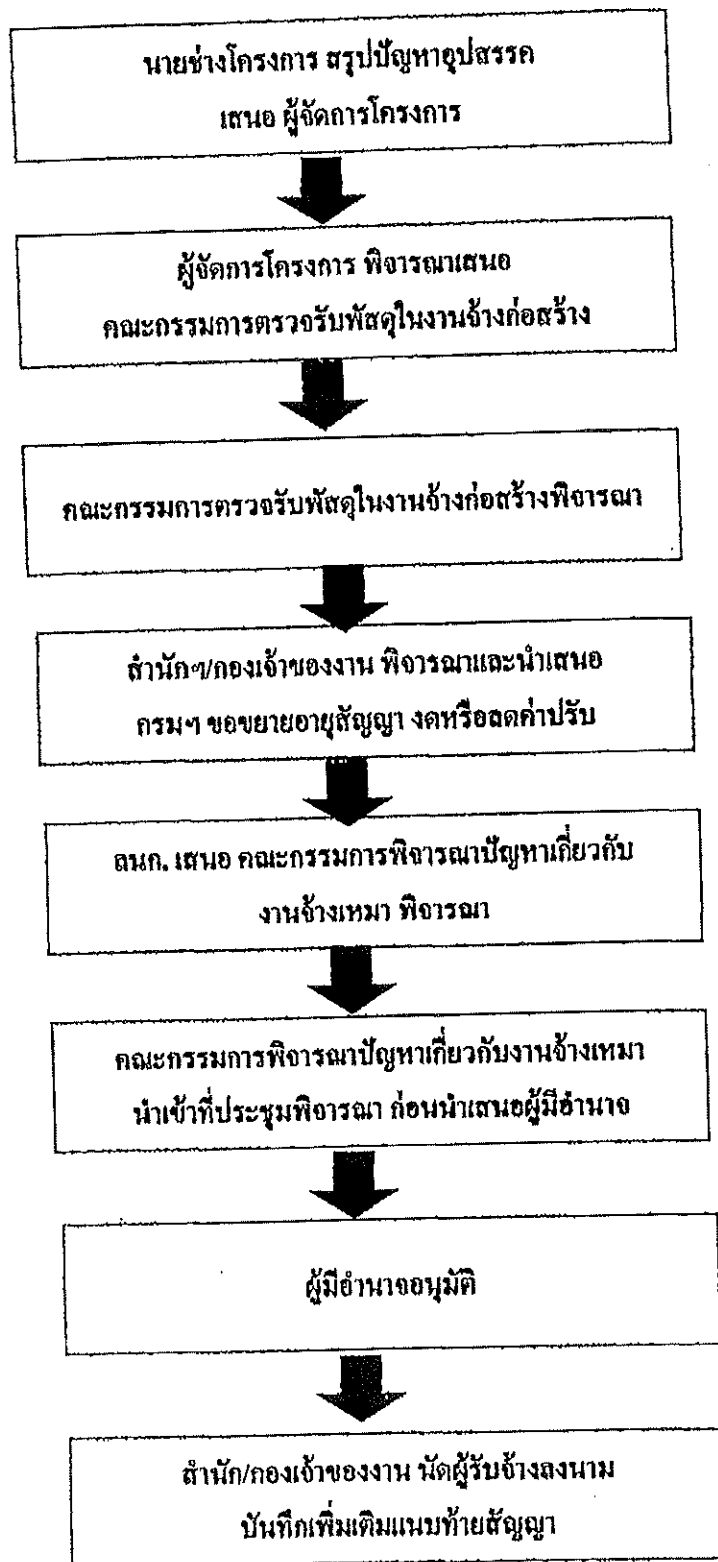 นายช่างโครงการ สรุปปัญหาอุปสรรค
เสนอ ผู้จัดการโครงการ
ผู้จัดการโครงการ พิจารณาเสนอ
คณะกรรมการตรวจรับพัสดุในงานจ้างก่อสร้าง
คณะกรรมการตรวจรับพัสดุในงานจ้างก่อสร้างพิจารณา
สำนักฯ/กองเจ้าของงาน พิจารณาและนำเสนอ
กรมฯ ขอขยายอายุสัญญา งดหรือลดค่าปรับ
ลนก. เสนอ คณะกรรมการพิจารณาปัญหาเกี่ยวกับ
งานจ้างเหมา พิจารณา
คณะกรรมการพิจารณาปัญหาเกี่ยวกับงานจ้างเหมา
นำเข้าที่ประชุมพิจารณา ก่อนนำเสนอผู้มีอำนาจ
ผู้มีอำนาจอนุมัติ
สำนัก/กองเจ้าของงาน นัดผู้รับจ้างลงนาม
บันทึกเพิ่มเติมแนบท้ายสัญญา